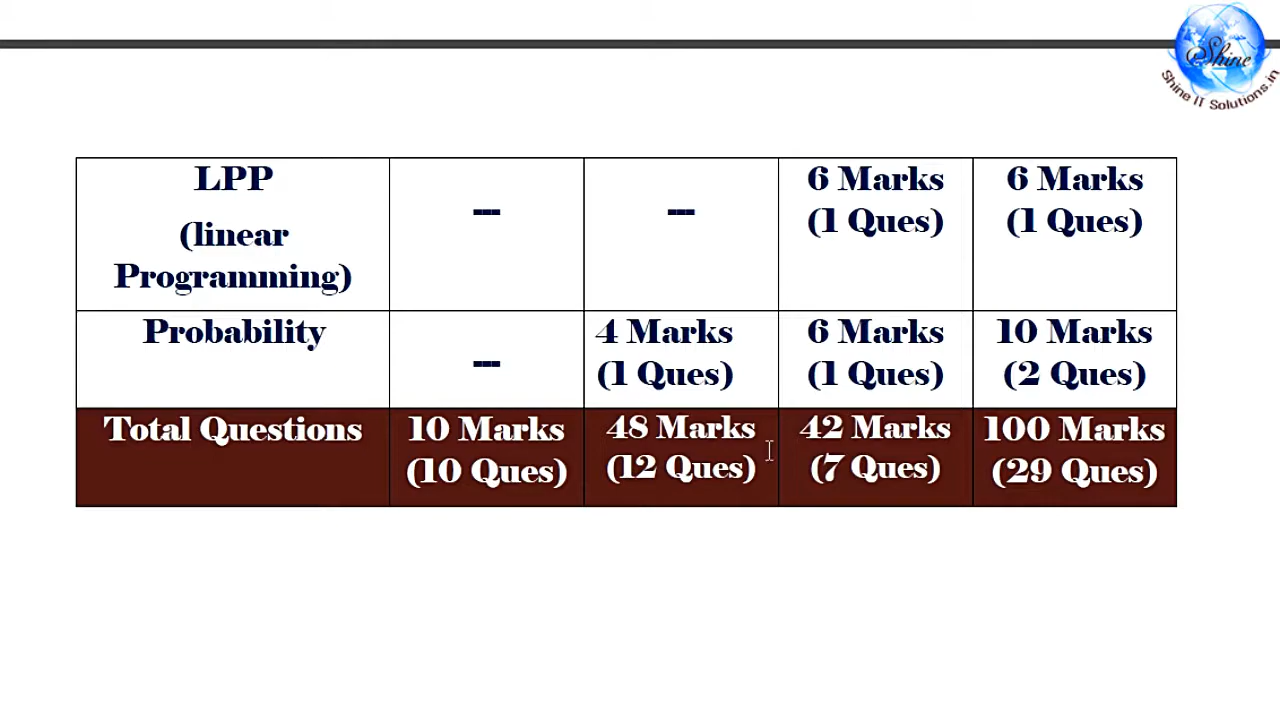 Shine
Shine IT Solutions.in
LPP
(linear
Programming)
---
---
6 Marks
(1 Ques)
6 Marks
(1 Ques)
Probability
---
4 Marks
(1 Ques)
6 Marks
(1 Ques)
10 Marks
(2 Ques)
Total Questions
10 Marks
(10 Ques)
48 Marks
(12 Ques)
42 Marks
(7 Ques)
100 Marks
(29 Ques)